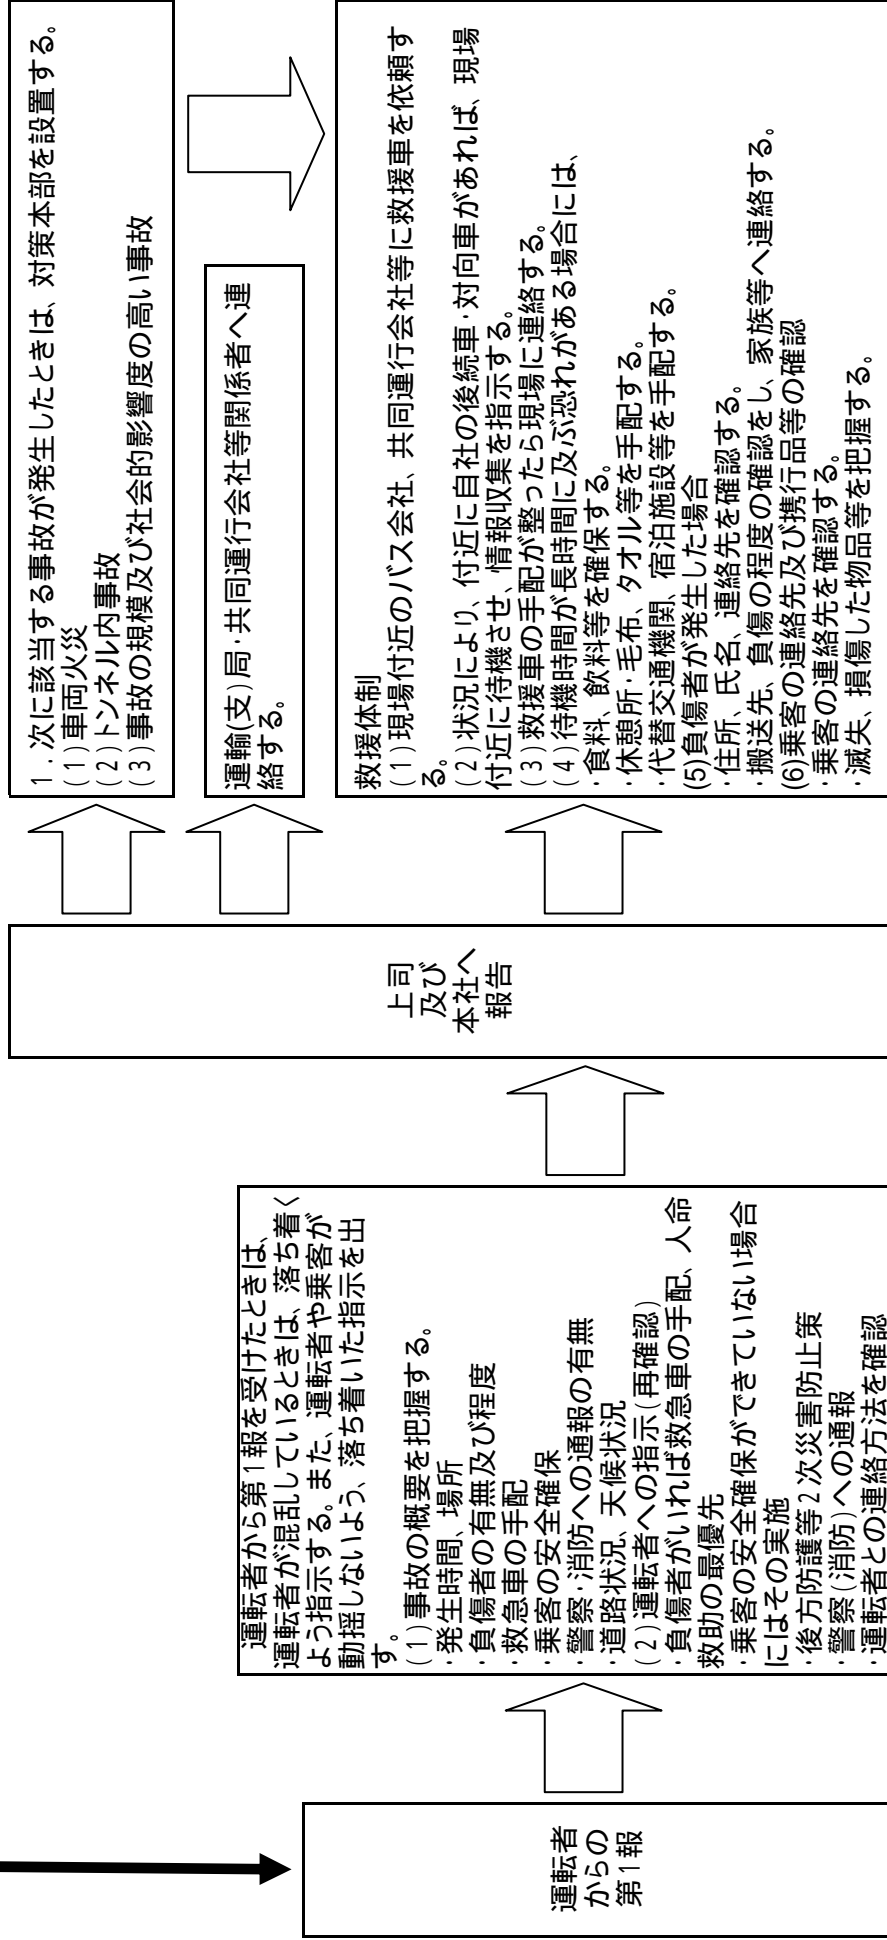 運転者
からの
第1報
運転者から第1報を受けたときは、
運転者が混乱しているときは、落ち着く
よう指示する。また、運転者や乗客が
動揺しないよう、落ち着いた指示を出
す。
(1)事故の概要を把握する。
・発生時間、場所
・負傷者の有無及び程度
・救急車の手配
・乗客の安全確保
・警察・消防への通報の有無
・道路状況、天候状況
(2)運転者への指示(再確認)
・負傷者がいれば救急車の手配、人命
救助の最優先
・乗客の安全確保ができていない場合
にはその実施
・後方防護等2次災害防止策
・警察(消防)への通報
・運転者との連絡方法を確認
上司
及び
本社へ
報告
1.次に該当する事故が発生したときは、対策本部を設置する。
(1)車両火災
(2)トンネル内事故
(3)事故の規模及び社会的影響度の高い事故
運輸(支)局・共同運行会社等関係者へ連
絡する。
救援体制
(1)現場付近のバス会社、共同運行会社等に救援車を依頼す
る。
(2)状況により、付近に自社の後続車・対向車があれば、現場
付近に待機させ、情報収集を指示する。
(3)救援車の手配が整ったら現場に連絡する。
(4)待機時間が長時間に及ぶ恐れがある場合には、
・食料、飲料等を確保する。
・休憩所・毛布、タオル等を手配する。
・代替交通機関、宿泊施設等を手配する。
(5)負傷者が発生した場合
・住所、氏名、連絡先を確認する。
・搬送先、負傷の程度の確認をし、家族等へ連絡する。
(6)乗客の連絡先及び携行品等の確認
・乗客の連絡先を確認する。
・滅失、損傷した物品等を把握する。